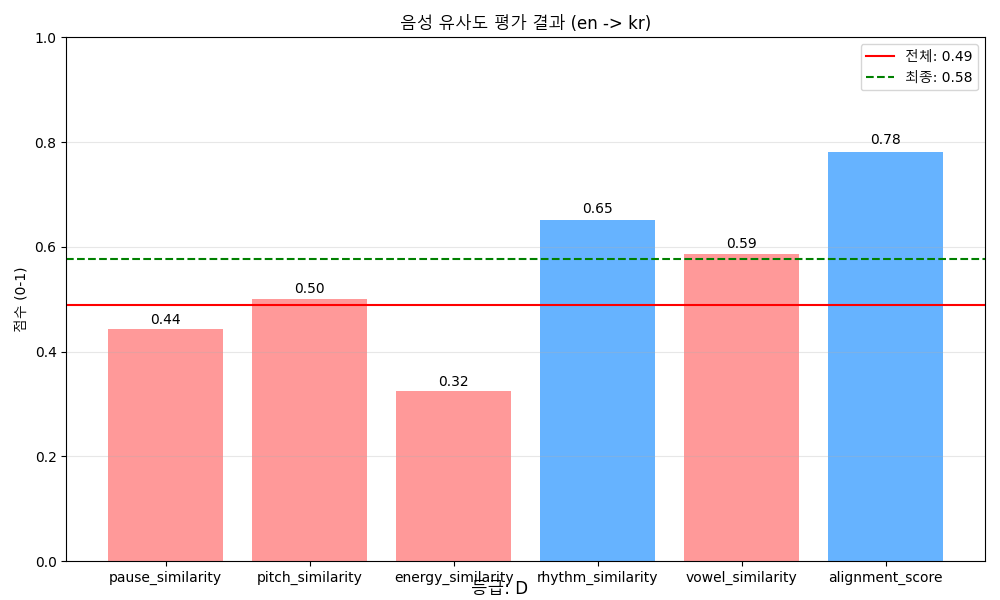 음성 유사도 평가 결과 (en -> kr)
전체: 0.49
최종: 0.58
점수 (0-1)
1.0
0.8
0.6
0.4
0.2
0.0
0.44
0.50
0.32
0.65
0.59
0.78
pause_similarity
pitch_similarity
energy_similarity
rhythm_similarity
vowel_similarity
alignment_score
등급: D